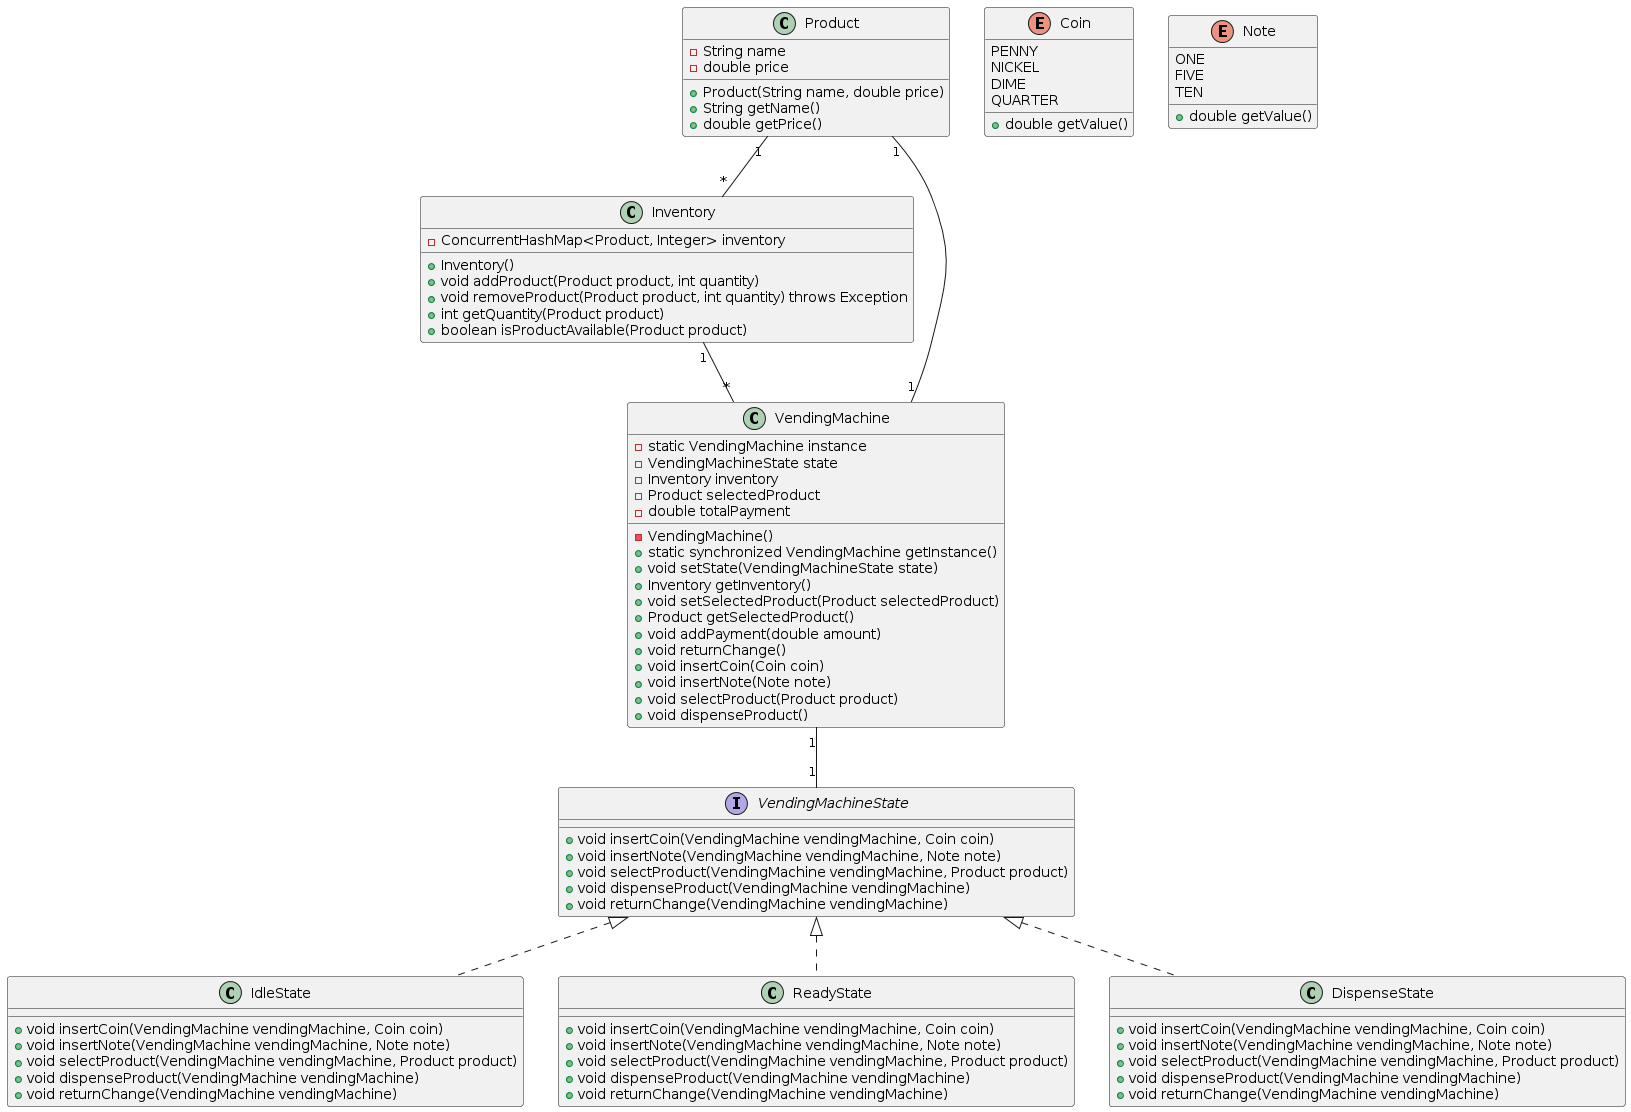 C Product
String name
double price
Product(String name, double price)
String getName()
double getPrice()
E Coin
PENNY
NICKEL
DIME
QUARTER
double getValue()
E Note
ONE
FIVE
TEN
double getValue()
1
*
1
1
C Inventory
ConcurrentHashMap<Product, Integer> inventory
Inventory()
void addProduct(Product product, int quantity)
void removeProduct(Product product, int quantity) throws Exception
int getQuantity(Product product)
boolean isProductAvailable(Product product)
1
*
C VendingMachine
static VendingMachine instance
VendingMachineState state
Inventory inventory
Product selectedProduct
double totalPayment
VendingMachine()
static synchronized VendingMachine getInstance()
void setState(VendingMachineState state)
Inventory getInventory()
void setSelectedProduct(Product selectedProduct)
Product getSelectedProduct()
void addPayment(double amount)
void returnChange()
void insertCoin(Coin coin)
void insertNote(Note note)
void selectProduct(Product product)
void dispenseProduct()
1
1
I VendingMachineState
void insertCoin(VendingMachine vendingMachine, Coin coin)
void insertNote(VendingMachine vendingMachine, Note note)
void selectProduct(VendingMachine vendingMachine, Product product)
void dispenseProduct(VendingMachine vendingMachine)
void returnChange(VendingMachine vendingMachine)
C IdleState
void insertCoin(VendingMachine vendingMachine, Coin coin)
void insertNote(VendingMachine vendingMachine, Note note)
void selectProduct(VendingMachine vendingMachine, Product product)
void dispenseProduct(VendingMachine vendingMachine)
void returnChange(VendingMachine vendingMachine)
C ReadyState
void insertCoin(VendingMachine vendingMachine, Coin coin)
void insertNote(VendingMachine vendingMachine, Note note)
void selectProduct(VendingMachine vendingMachine, Product product)
void dispenseProduct(VendingMachine vendingMachine)
void returnChange(VendingMachine vendingMachine)
C DispenseState
void insertCoin(VendingMachine vendingMachine, Coin coin)
void insertNote(VendingMachine vendingMachine, Note note)
void selectProduct(VendingMachine vendingMachine, Product product)
void dispenseProduct(VendingMachine vendingMachine)
void returnChange(VendingMachine vendingMachine)